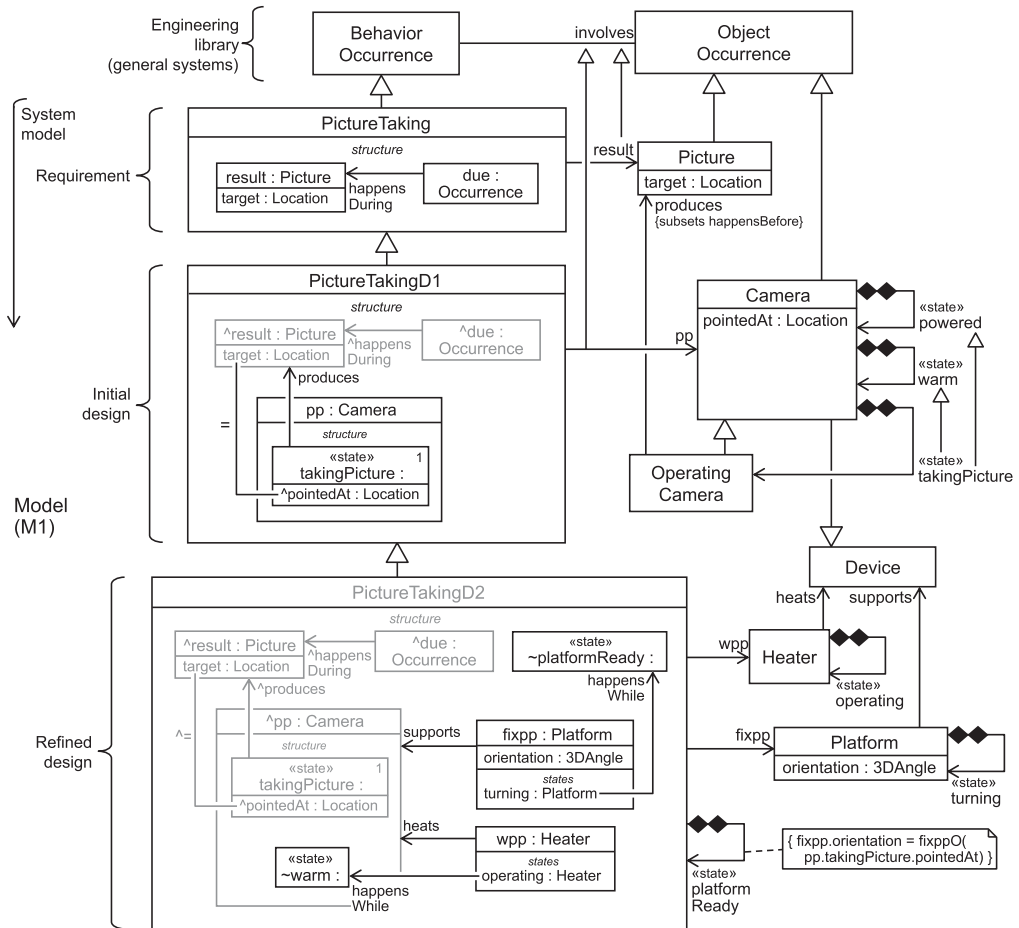 Engineering
library
(general systems)
Behavior
Occurrence
involves
Object
Occurrence
System
model
Requirement
PictureTaking
structure
result : Picture
target : Location
happens
During
due :
Occurrence
result
Picture
target : Location
produces
{subsets happensBefore}
Initial
design
PictureTakingD1
structure
^result : Picture
target : Location
^happens
During
^due :
Occurrence
produces
=
pp : Camera
structure
«state»
1
takingPicture :
^pointedAt : Location
pp
Camera
pointedAt : Location
«state»
powered
«state»
warm
«state»
takingPicture
Operating
Camera
Model
(M1)
Device
heats
supports
Refined
design
PictureTakingD2
structure
^result : Picture
target : Location
^happens
During
^due :
Occurrence
«state»
~platformReady :
happens
While
^produces
^=
^pp : Camera
structure
«state»
1
takingPicture :
^pointedAt : Location
supports
fixpp : Platform
orientation : 3DAngle
states
turning : Platform
heats
wpp : Heater
states
operating : Heater
«state»
~warm :
happens
While
wpp
Heater
«state»
operating
fixpp
Platform
orientation : 3DAngle
«state»
turning
«state»
platform
Ready
{ fixpp.orientation = fixppO(
pp.takingPicture.pointedAt) }